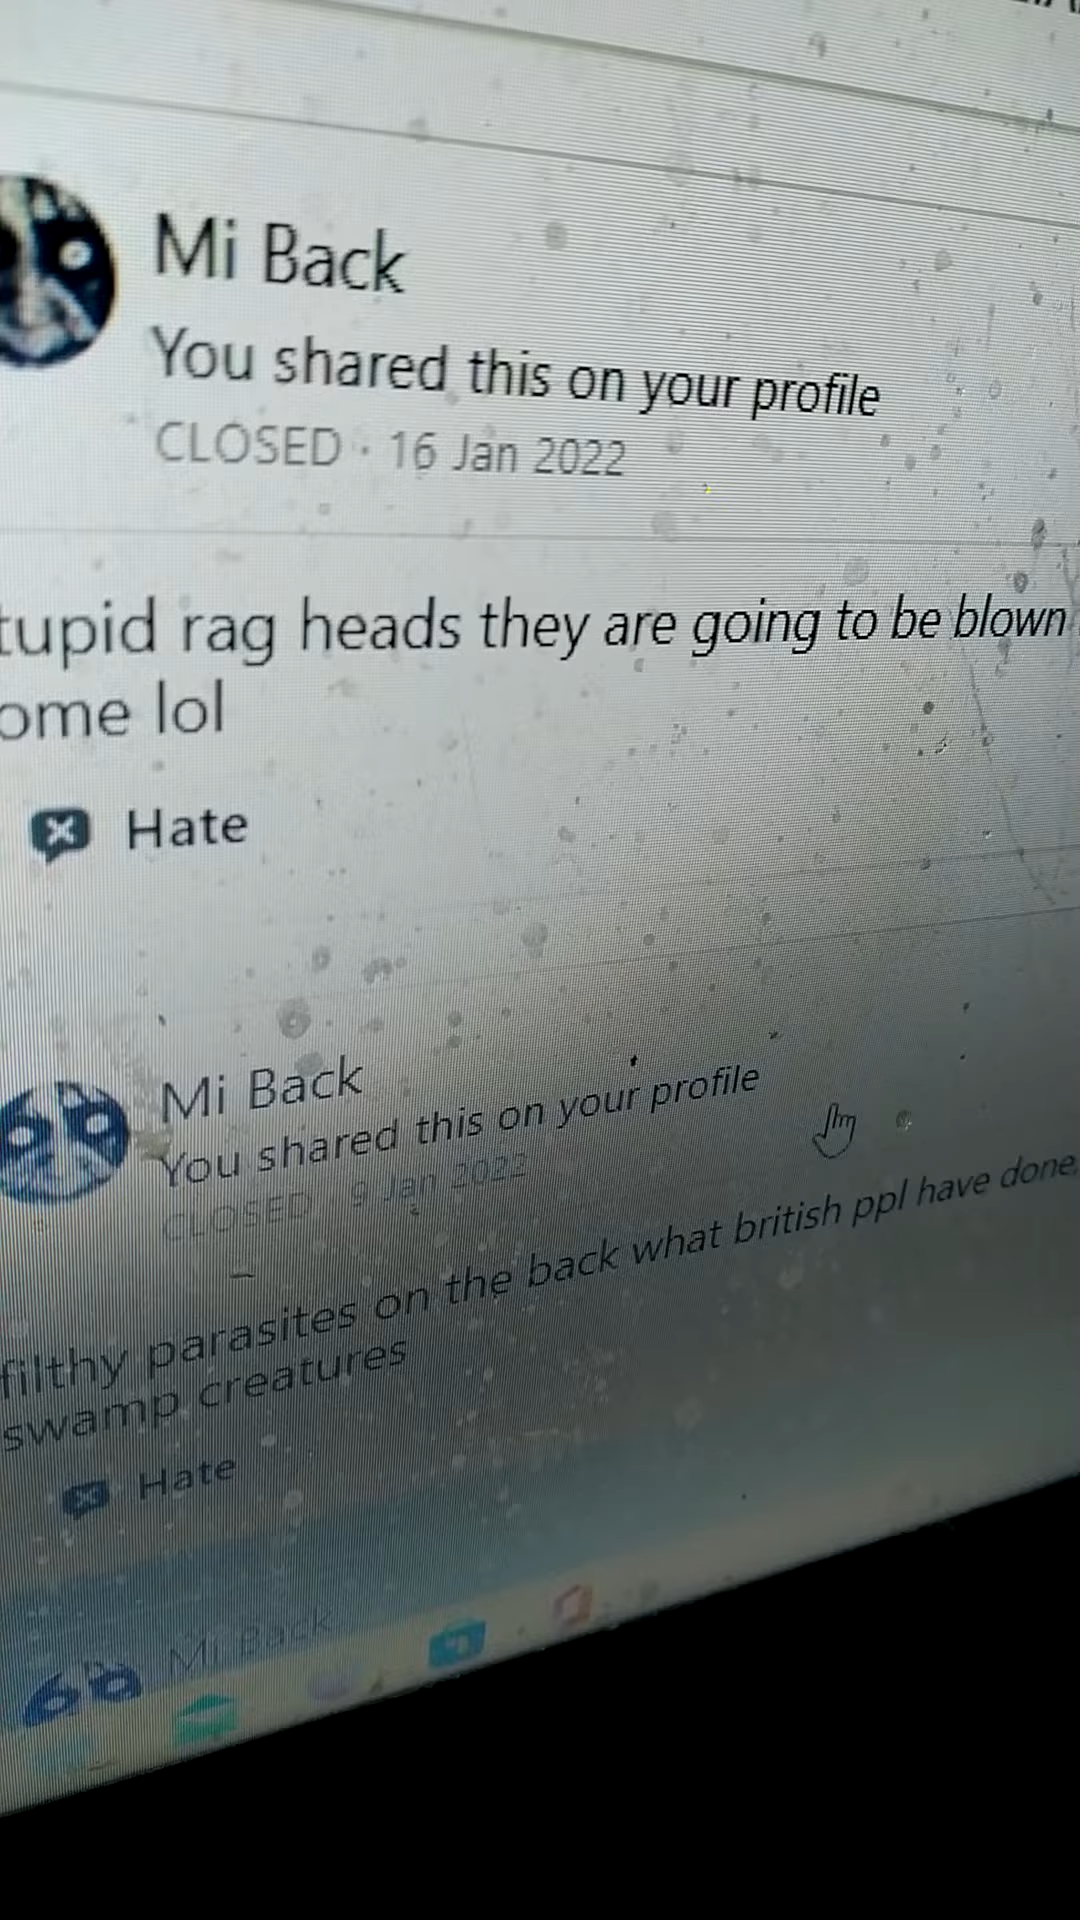 Mi Back
You shared this on your profile
CLOSED · 16 Jan 2022
tupid rag heads they are going to be blown
ome lol
Hate
Mi Back
You shared this on your profile
LOSED 9 Jan 2022
filthy parasites on the back what british ppl have done
swamp creatures
Hate
Mi Back